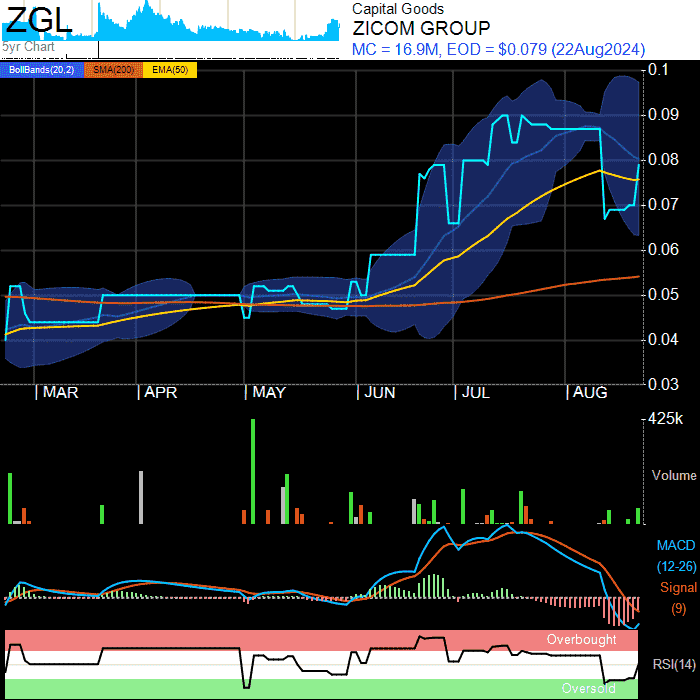 ZGL
5yr Chart
Capital Goods
ZICOM GROUP
MC = 16.9M, EOD = $0.079 (22Aug2024)
BollBands(20,2) SMA(200) EMA(50)
0.1
0.09
0.08
0.07
0.06
0.05
0.04
0.03
MAR APR MAY JUN JUL AUG
425k
Volume
MACD
(12-26)
Signal
(9)
Overbought
RSI(14)
Oversold